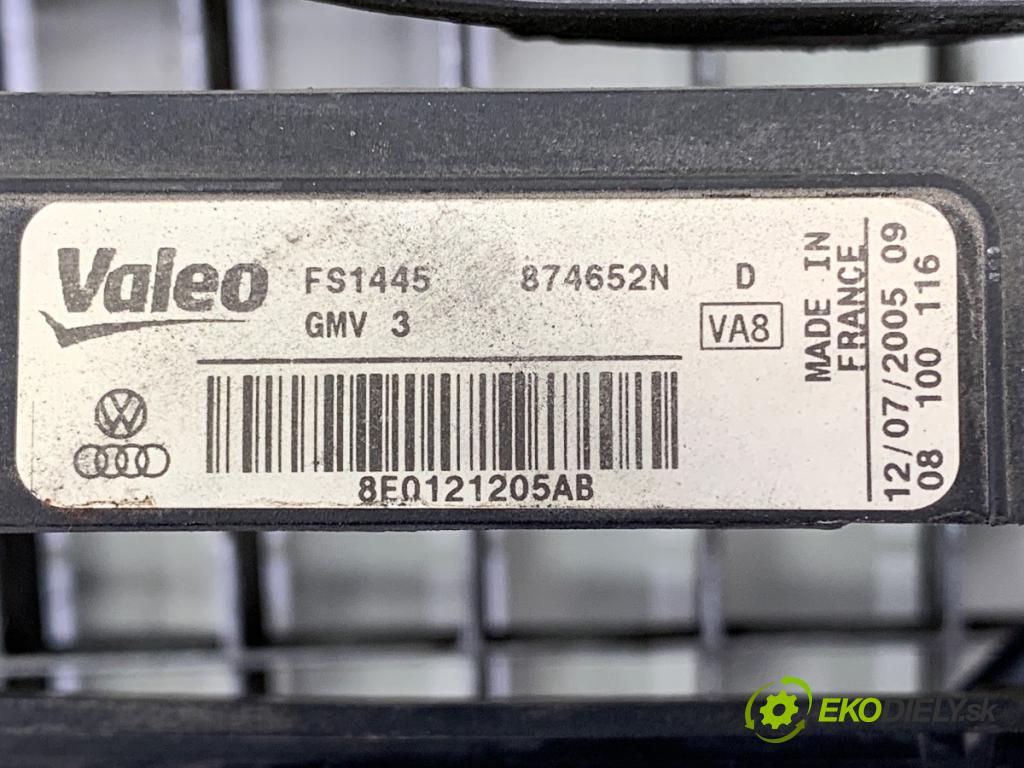 Valeo FS1445 874652N D
GMV 3 VA8
8E0121205AB
MADE IN
FRANCE
12/07/2005 09
08 100 116
EKODIELY.sk